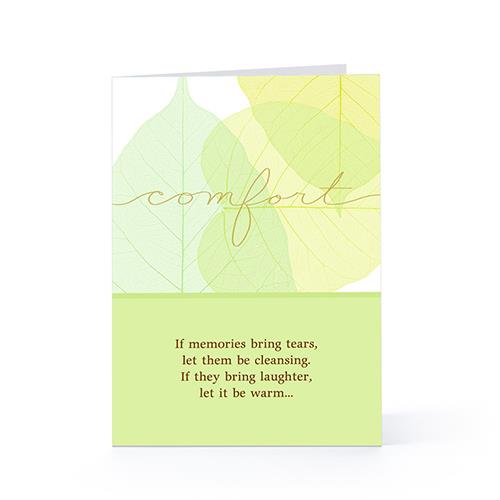 comfort
If memories bring tears,
let them be cleansing.
If they bring laughter,
let it be warm...